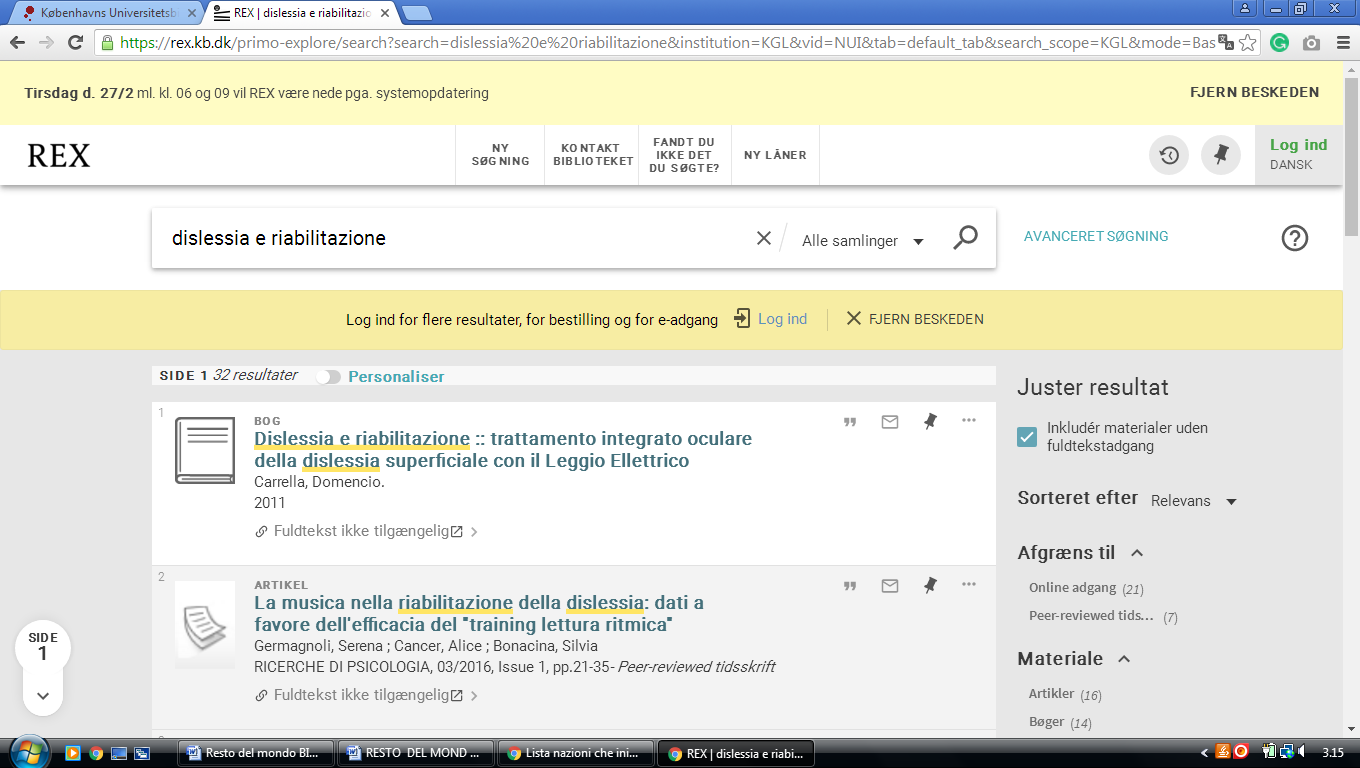 Københavns Universitetsb
REX | dislessia e riabilitazio
https://rex.kb.dk/primo-explore/search?search=dislessia%20e%20riabilitazione&institution=KGL&vid=NUI&tab=default_tab&search_scope=KGL&mode=Bas
Tirsdag d. 27/2 ml. kl. 06 og 09 vil REX være nede pga. systemopdatering
FJERN BESKEDEN
REX
NY
SØGNING
KONTAKT
BIBLIOTEKET
FANDT DU
IKKE DET
DU SØGTE?
NY LÅNER
Log ind
DANSK
dislessia e riabilitazione
Alle samlinger
AVANCERET SØGNING
Log ind for flere resultater, for bestilling og for e-adgang
Log ind
FJERN BESKEDEN
SIDE 1 32 resultater
Personaliser
1
BOG
Dislessia e riabilitazione :: trattamento integrato oculare
della dislessia superficiale con il Leggio Ellettrico
Carrella, Domencio.
2011
Fuldtekst ikke tilgængelig
2
ARTIKEL
La musica nella riabilitazione della dislessia: dati a
favore dell'efficacia del "training lettura ritmica"
Germagnoli, Serena ; Cancer, Alice ; Bonacina, Silvia
RICERCHE DI PSICOLOGIA, 03/2016, Issue 1, pp.21-35- Peer-reviewed tidsskrift
Fuldtekst ikke tilgængelig
Juster resultat
Inkludér materialer uden
fuldtekstadgang
Sorteret efter Relevans
Afgræns til
Online adgang (21)
Peer-reviewed tids... (7)
Materiale
Artikler (16)
Bøger (14)
SIDE
1
Resto del mondo BI...
RESTO DEL MOND ...
Lista nazioni che ini...
REX | dislessia e riabi...
3.15